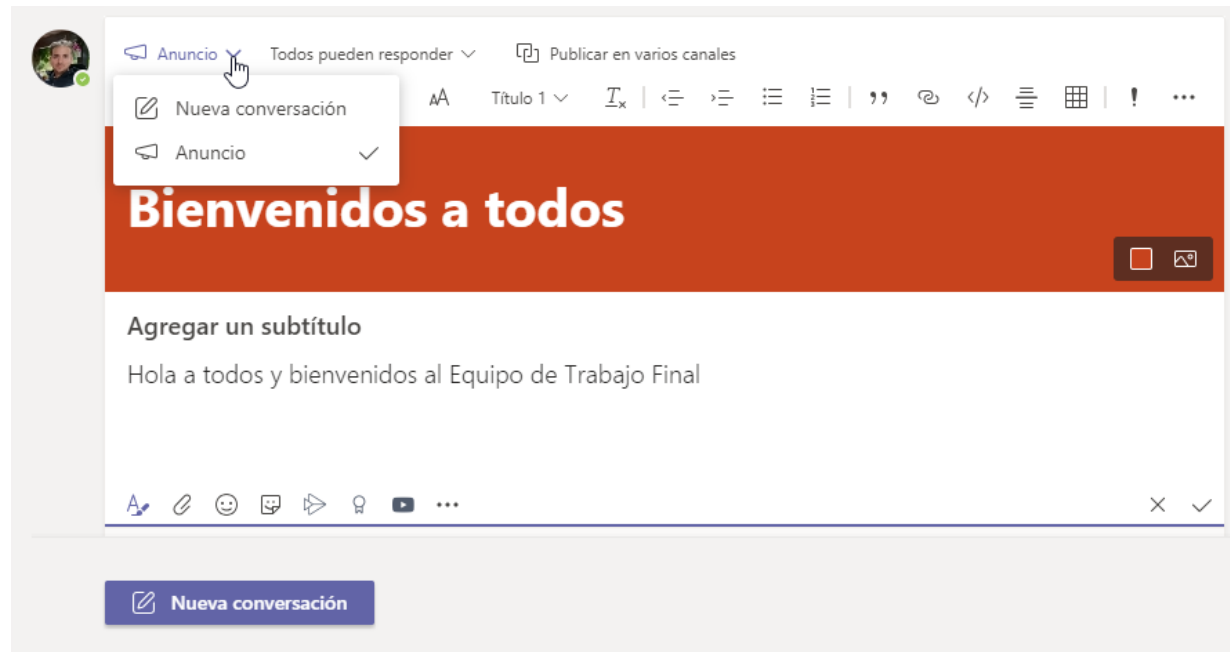 Anuncio Todos pueden responder Publicar en varios canales
Nueva conversación AA Título 1
Anuncio
Bienvenidos a todos
Agregar un subtítulo
Hola a todos y bienvenidos al Equipo de Trabajo Final
Nueva conversación